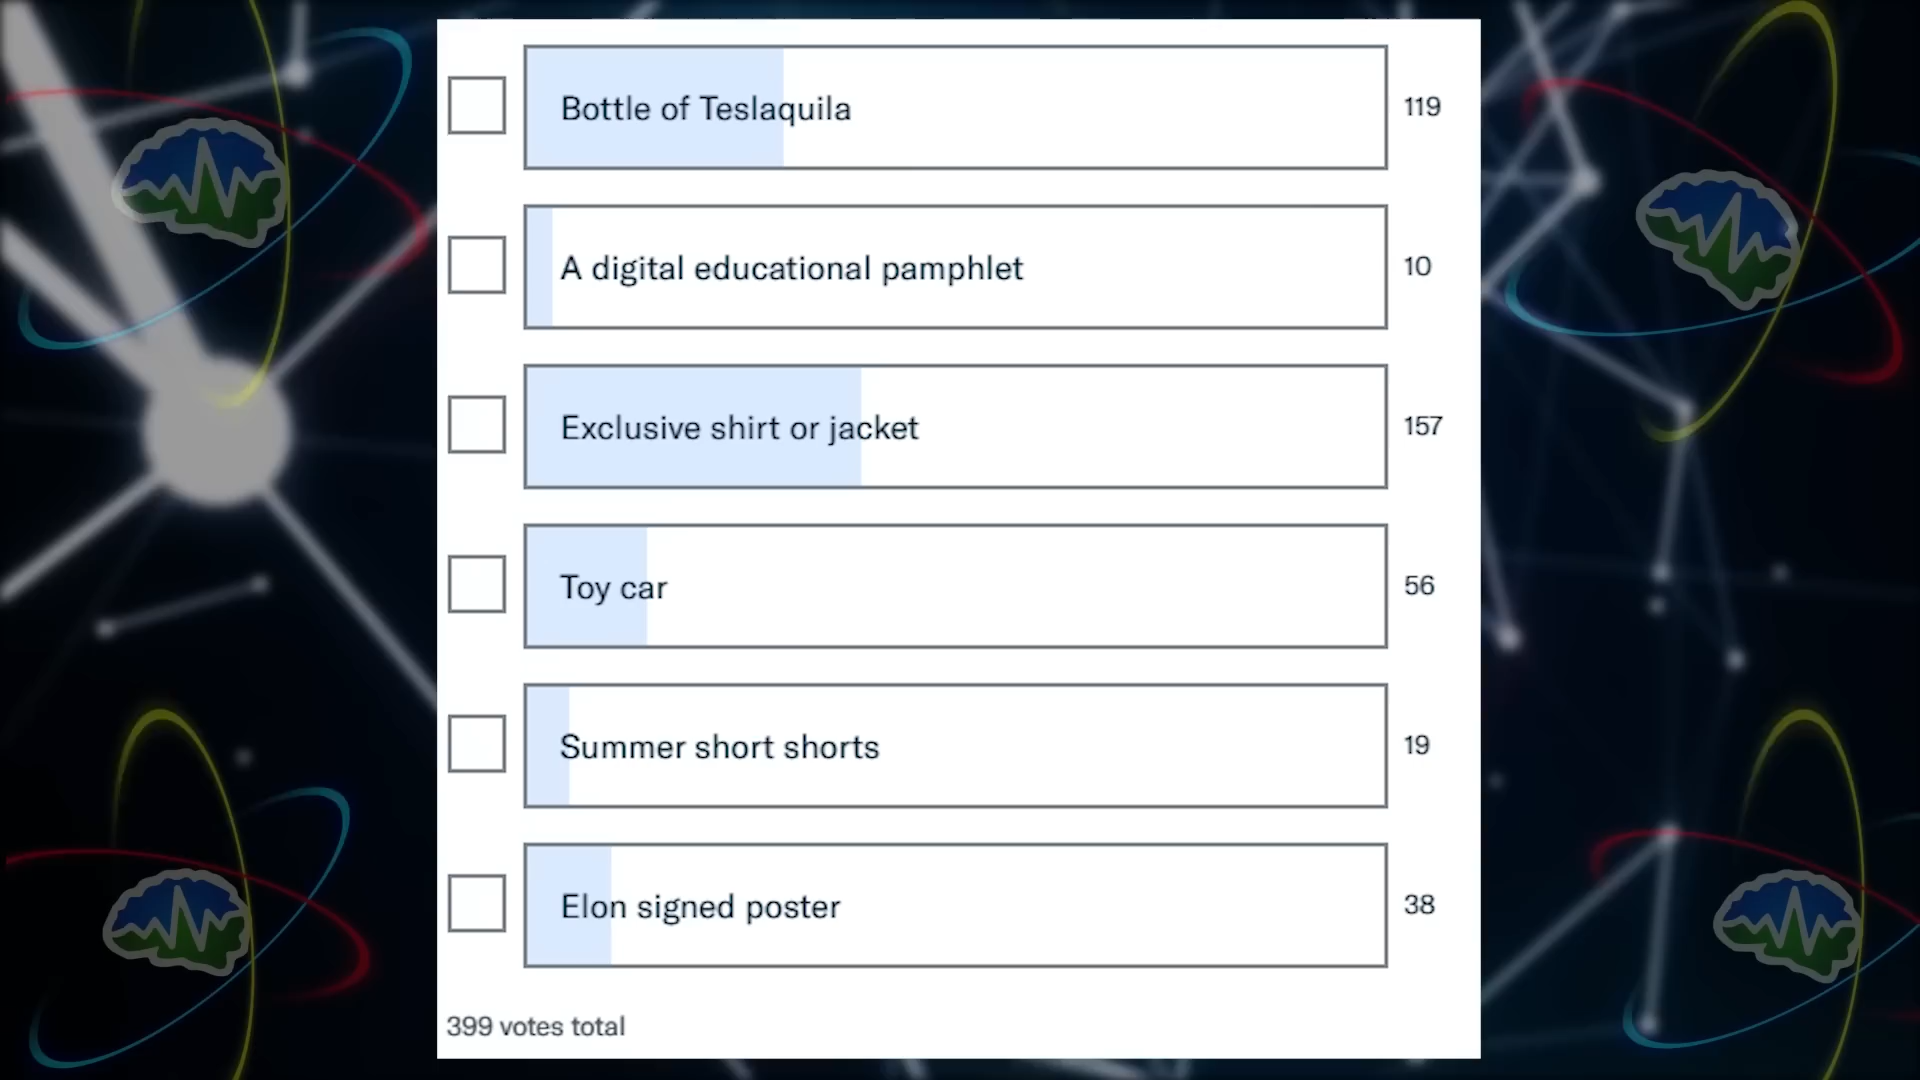 Bottle of Teslaquila 119
A digital educational pamphlet 10
Exclusive shirt or jacket 157
Toy car 56
Summer short shorts 19
Elon signed poster 38
399 votes total